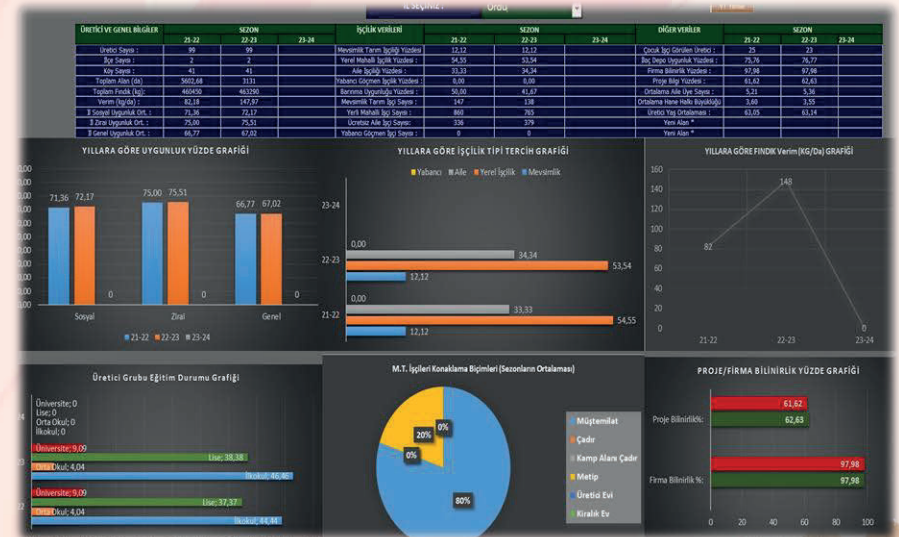 İL SEÇİNİZ : Ordu
ÜRETİCİ VE GENEL BİLGİLER SEZON İŞÇİLİK VERİLERİ SEZON DİĞER VERİLER SEZON
21-22 22-23 23-24 21-22 22-23 23-24 21-22 22-23 23-24
Üretici Sayısı : 99 99 Mevsimlik Tarım İşçiliği Yüzdesi 12,12 12,12 Çocuk İşçi Görülen Üretici : 25 23
İlçe Sayısı : 2 2 Yerel Mahalli İşçilik Yüzdesi : 54,55 53,54 İlaç Depo Uygunluk Yüzdesi : 75,76 76,77
Köy Sayısı : 41 41 Aile İşçiliği Yüzdesi : 33,33 34,34 Firma Bilinirlik Yüzdesi : 97,98 97,98
Toplam Alan (da) 5602,68 3131 Yabancı Göçmen İşçilik Yüzdesi : 0,00 0,00 Proje Bilgi Yüzdesi : 61,62 62,63
Toplam Fındık (kg): 460450 463290 Barınma Uygunluğu Yüzdesi : 50,00 41,67 Ortalama Aile Üye Sayısı : 5,21 5,36
Verim (kg/da) : 82,18 147,97 Mevsimlik Tarım İşçi Sayısı : 147 138 Ortalama Hane Halkı Büyüklüğü 3,60 3,55
İl Sosyal Uygunluk Ort. : 71,36 72,17 Yerli Mahalli İşçi Sayısı : 860 765 Üretici Yaş Ortalaması : 63,05 63,14
İl Zirai Uygunluk Ort. : 75,00 75,51 Ücretsiz Aile İşçi Sayısı: 336 379 Yeni Alan *
İl Genel Uygunluk Ort. : 66,77 67,02 Yabancı Göçmen İşçi Sayısı : 0 0 Yeni Alan *
YILLARA GÖRE UYGUNLUK YÜZDE GRAFİĞİ
71,36 72,17 0
75,00 75,51 0
66,77 67,02 0
Sosyal Zirai Genel
21-22 22-23 23-24
YILLARA GÖRE İŞÇİLİK TİPİ TERCİH GRAFİĞİ
Yabancı Aile Yerel İşçilik Mevsimlik
23-24
0,00
34,34
22-23
53,54
12,12
0,00
33,33
21-22
54,55
12,12
YILLARA GÖRE FINDIK Verim(KG/Da) GRAFİĞİ
160
148
140
120
100
82
80
60
40
20
0 0
21-22 22-23 23-24
Üretici Grubu Eğitim Durumu Grafiği
Üniversite; 0
Lise; 0
Orta Okul; 0
İlkokul; 0
Üniversite; 9,09
Lise; 38,38
Orta Okul; 4,04
İlkokul; 46,46
Üniversite; 9,09
Lise; 37,37
Orta Okul; 4,04
İlkokul; 44,44
M.T. İşçileri Konaklama Biçimleri (Sezonların Ortalaması)
0%
20%
0%
80%
Müştemilat
Çadır
Kamp Alanı Çadır
Metip
Üretici Evi
Kiralık Ev
PROJE/FİRMA BİLİNİRLİK YÜZDE GRAFİĞİ
61,62
Proje Bilinirlik%:
62,63
97,98
Firma Bilinirlik %:
97,98
0 20 40 60 80 100